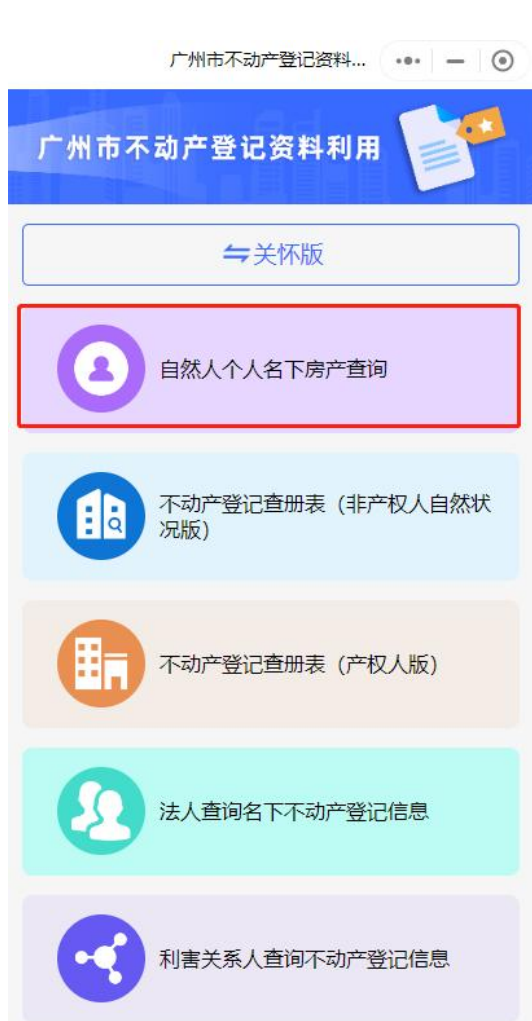 广州市不动产登记资料...
广州市不动产登记资料利用
关怀版
自然人个人名下房产查询
不动产登记查册表（非产权人自然状
况版）
不动产登记查册表（产权人版）
法人查询名下不动产登记信息
利害关系人查询不动产登记信息